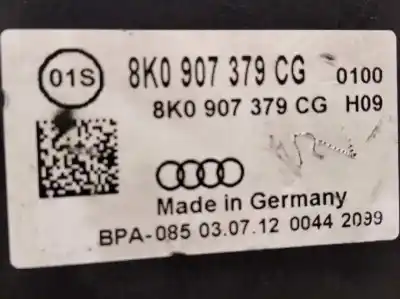 01S
8K0 907 379 CG 0100
8K0 907 379 CG H09
Made in Germany
BPA-085 03.07.12 0044 2099